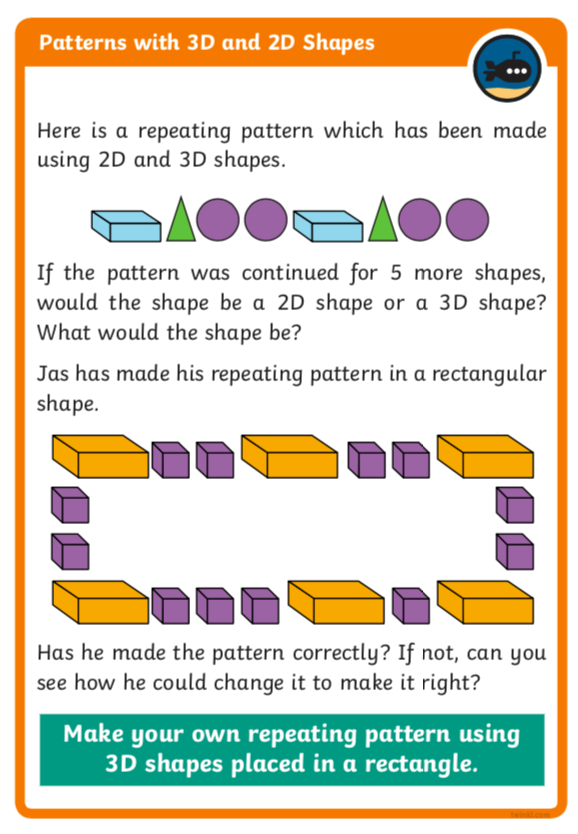 Patterns with 3D and 2D Shapes
Here is a repeating pattern which has been made
using 2D and 3D shapes.
If the pattern was continued for 5 more shapes,
would the shape be a 2D shape or a 3D shape?
What would the shape be?
Jas has made his repeating pattern in a rectangular
shape.
Has he made the pattern correctly? If not, can you
see how he could change it to make it right?
Make your own repeating pattern using
3D shapes placed in a rectangle.
twinkl.com